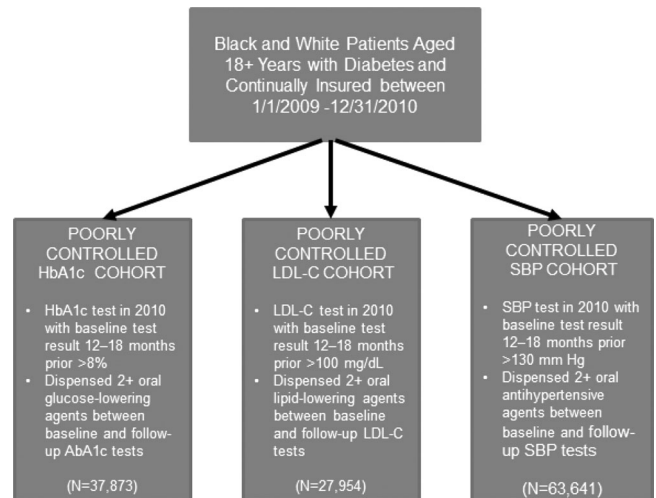 Black and White Patients Aged
18+ Years with Diabetes and
Continually Insured between
1/1/2009 -12/31/2010
POORLY
CONTROLLED
HbA1c COHORT
• HbA1c test in 2010
with baseline test
result 12–18 months
prior >8%
• Dispensed 2+ oral
glucose-lowering
agents between
baseline and follow-
up AbA1c tests
(N=37,873)
POORLY
CONTROLLED
LDL-C COHORT
• LDL-C test in 2010
with baseline test
result 12–18 months
prior >100 mg/dL
• Dispensed 2+ oral
lipid-lowering agents
between baseline
and follow-up LDL-C
tests
(N=27,954)
POORLY
CONTROLLED
SBP COHORT
• SBP test in 2010 with
baseline test result
12–18 months prior
>130 mm Hg
• Dispensed 2+ oral
antihypertensive
agents between
baseline and follow-
up SBP tests
(N=63,641)